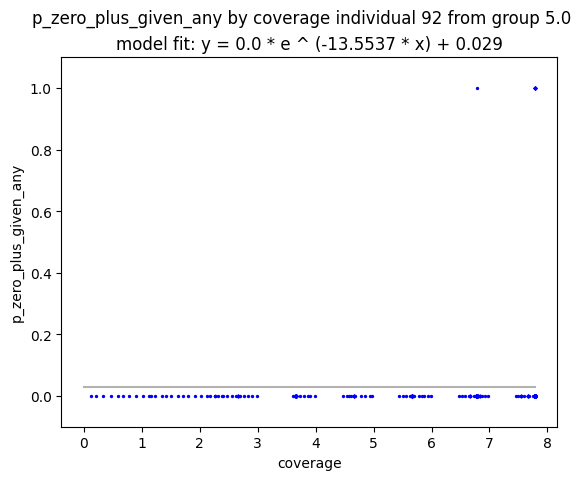 p_zero_plus_given_any by coverage individual 92 from group 5.0
model fit: y = 0.0 * e ^ (-13.5537 * x) + 0.029
1.0
0.8
0.6
0.4
0.2
0.0
p_zero_plus_given_any
0 1 2 3 4 5 6 7 8
coverage